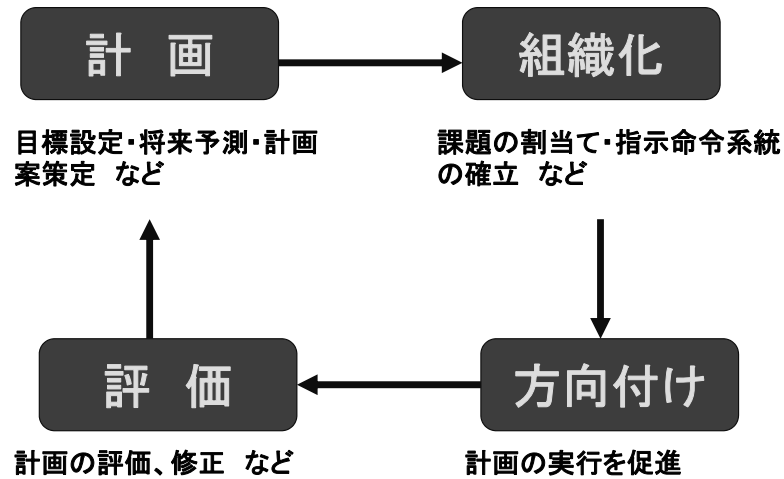 計　画
組織化
目標設定・将来予測・計画
案策定　など
課題の割当て・指示命令系統
の確立　など
評　価
方向付け
計画の評価、修正　など
計画の実行を促進